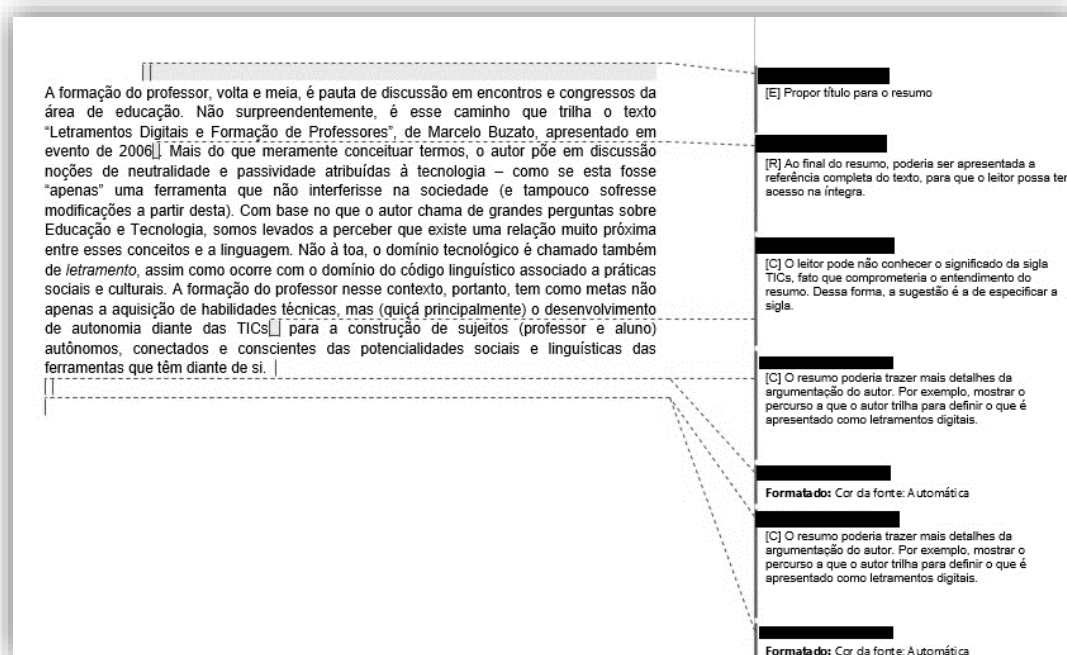 A formação do professor, volta e meia, é pauta de discussão em encontros e congressos da
área de educação. Não surpreendentemente, é esse caminho que trilha o texto
“Letramentos Digitais e Formação de Professores”, de Marcelo Buzato, apresentado em
evento de 2006. Mais do que meramente conceituar termos, o autor põe em discussão
noções de neutralidade e passividade atribuídas à tecnologia – como se esta fosse
“apenas” uma ferramenta que não interferisse na sociedade (e tampouco sofresse
modificações a partir desta). Com base no que o autor chama de grandes perguntas sobre
Educação e Tecnologia, somos levados a perceber que existe uma relação muito próxima
entre esses conceitos e a linguagem. Não à toa, o domínio tecnológico é chamado também
de letramento, assim como ocorre com o domínio do código linguístico associado a práticas
sociais e culturais. A formação do professor nesse contexto, portanto, tem como metas não
apenas a aquisição de habilidades técnicas, mas (quiçá principalmente) o desenvolvimento
de autonomia diante das TICs para a construção de sujeitos (professor e aluno)
autônomos, conectados e conscientes das potencialidades sociais e linguísticas das
ferramentas que têm diante de si.
[E] Propor título para o resumo
[R] Ao final do resumo, poderia ser apresentada a
referência completa do texto, para que o leitor possa ter
acesso na íntegra.
[C] O leitor pode não conhecer o significado da sigla
TICs, fato que comprometeria o entendimento do
resumo. Dessa forma, a sugestão é a de especificar a
sigla.
[C] O resumo poderia trazer mais detalhes da
argumentação do autor. Por exemplo, mostrar o
percurso a que o autor trilha para definir o que é
apresentado como letramentos digitais.
Formatado: Cor da fonte: Automática
[C] O resumo poderia trazer mais detalhes da
argumentação do autor. Por exemplo, mostrar o
percurso a que o autor trilha para definir o que é
apresentado como letramentos digitais.
Formatado: Cor da fonte: Automática